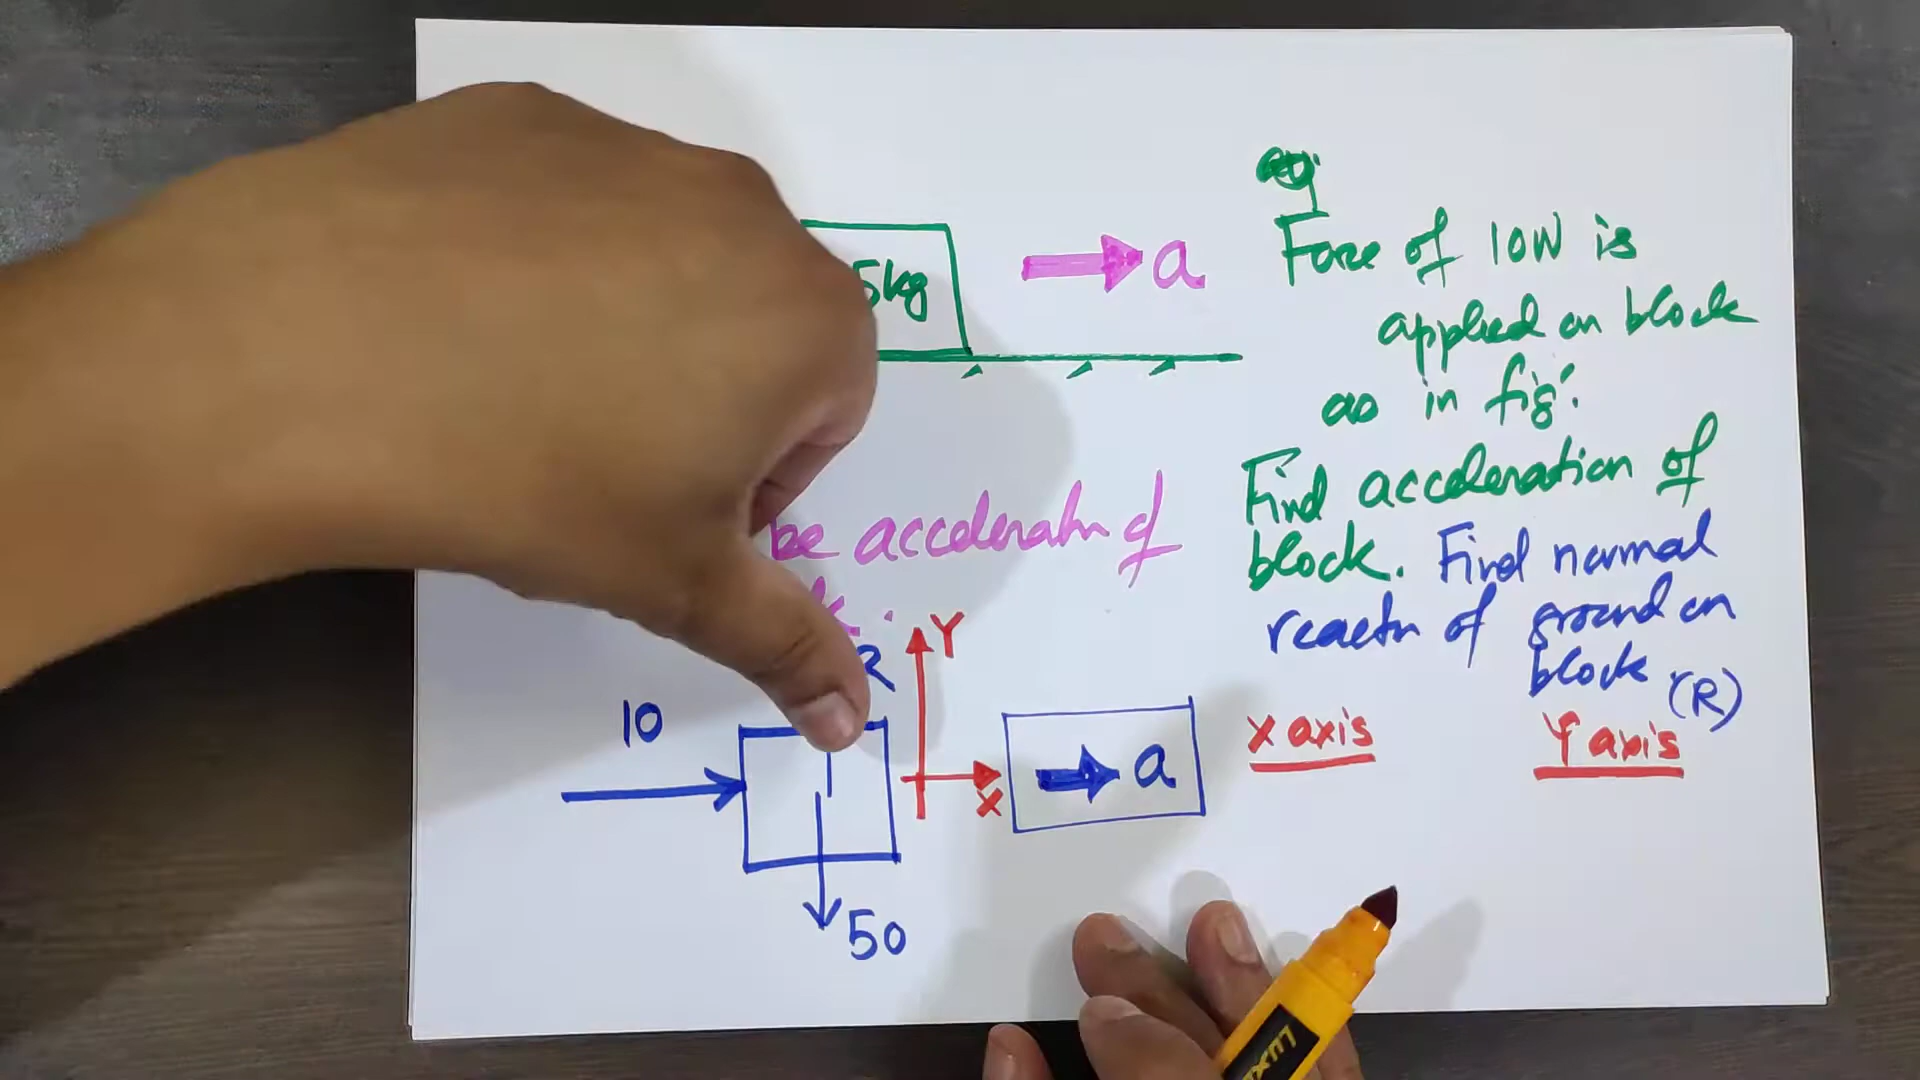 5kg
a
Force of 10N is
applied on block
as in fig.
Find acceleration of
block. Find normal
reactn of ground on
block (R)
be acceleratn of
R
Y
X
10
50
a
X axis
Y axis